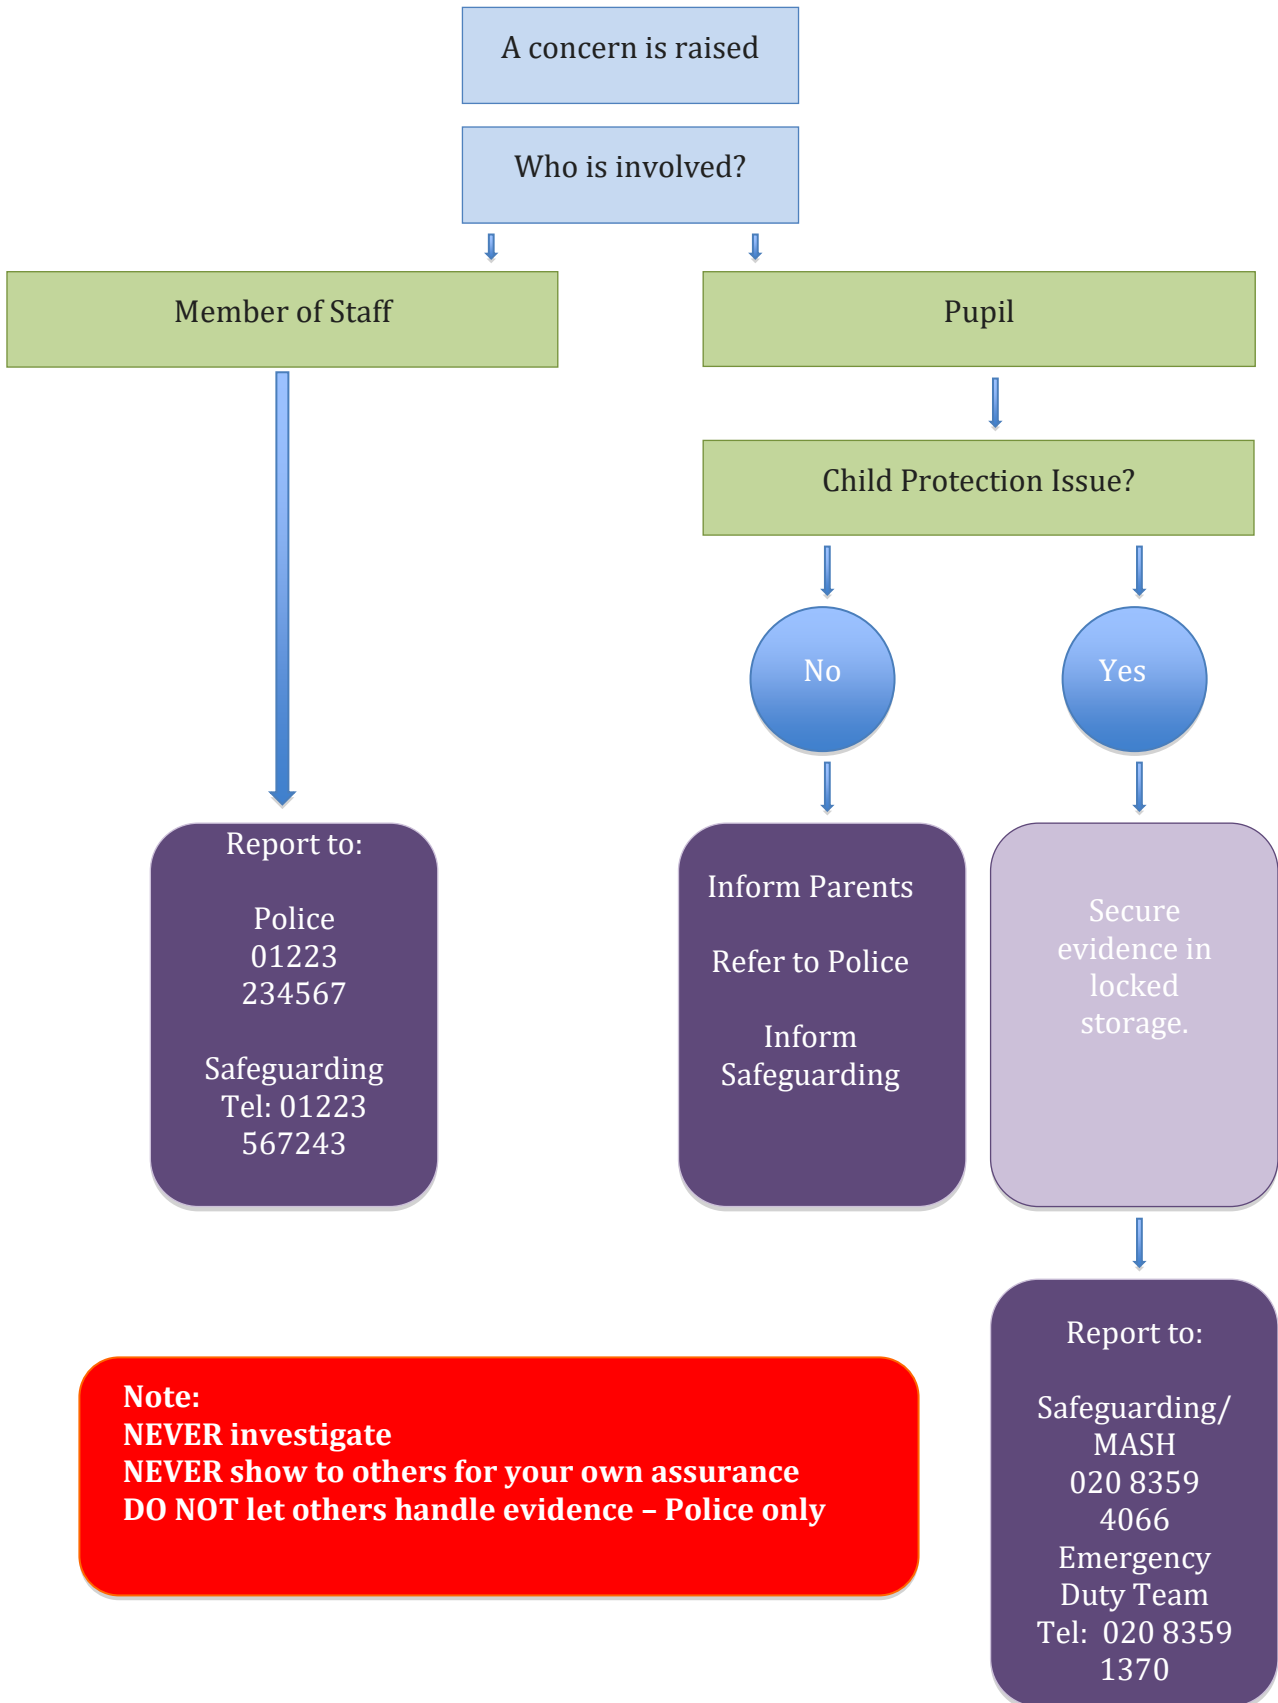 A concern is raised
Who is involved?
Member of Staff
Pupil
Child Protection Issue?
No
Yes
Report to:
Police
01223
234567
Safeguarding
Tel: 01223
567243
Inform Parents
Refer to Police
Inform
Safeguarding
Secure
evidence in
locked
storage.
Report to:
Safeguarding/
MASH
020 8359
4066
Emergency
Duty Team
Tel:  020 8359
1370
Note:
NEVER investigate
NEVER show to others for your own assurance
DO NOT let others handle evidence – Police only